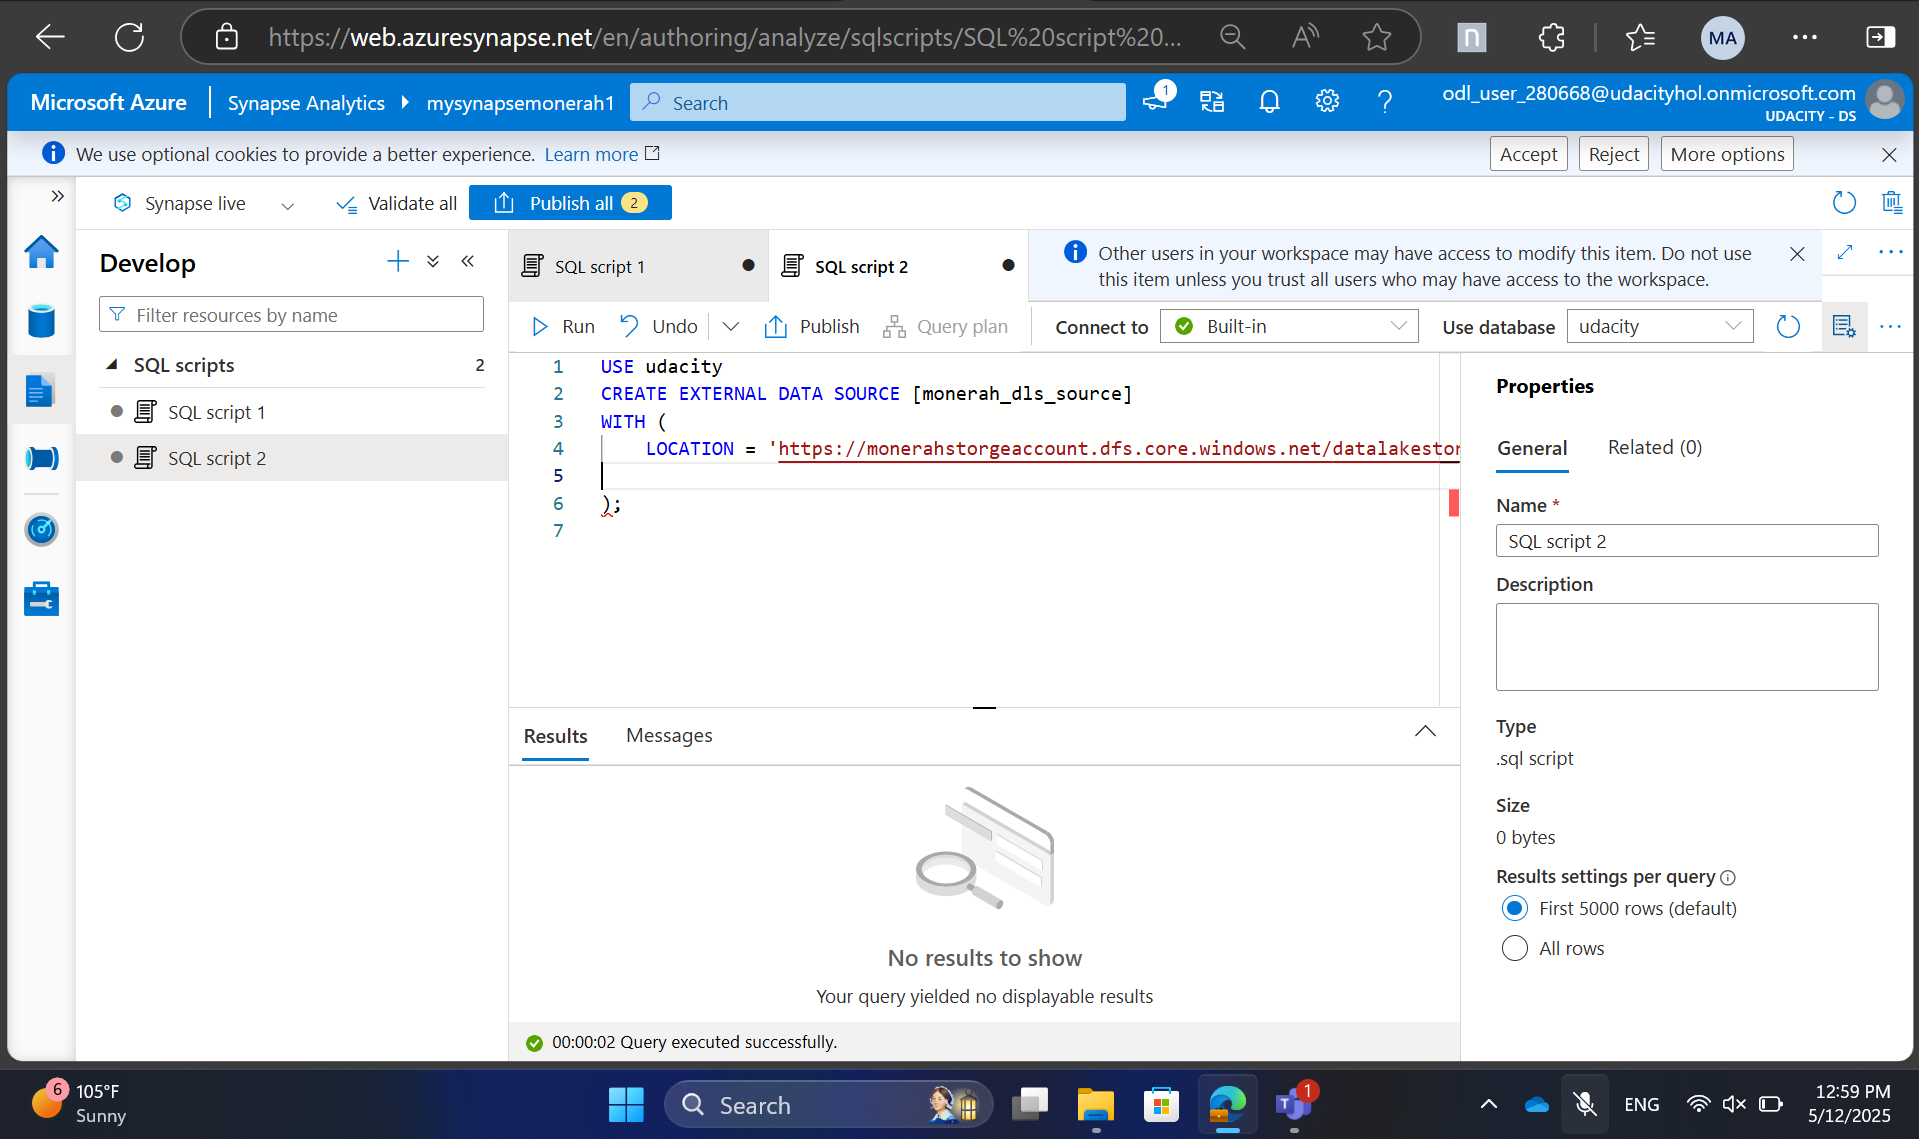 https://web.azuresynapse.net/en/authoring/analyze/sqlscripts/SQL%20script%20...
n
MA
Microsoft Azure
Synapse Analytics
mysynapsemonerah1
Search
1
odl_user_280668@udacityhol.onmicrosoft.com
UDACITY - DS
We use optional cookies to provide a better experience. Learn more
Accept
Reject
More options
Synapse live
Validate all
Publish all 2
Develop
Filter resources by name
SQL scripts 2
SQL script 1
SQL script 2
SQL script 1
SQL script 2
Other users in your workspace may have access to modify this item. Do not use
this item unless you trust all users who may have access to the workspace.
Run
Undo
Publish
Query plan
Connect to
Built-in
Use database
udacity
1 USE udacity
2 CREATE EXTERNAL DATA SOURCE [monerah_dls_source]
3 WITH (
4 LOCATION = 'https://monerahstorgeaccount.dfs.core.windows.net/datalakestor
5
6 );
7
Results
Messages
No results to show
Your query yielded no displayable results
00:00:02 Query executed successfully.
Properties
General
Related (0)
Name *
SQL script 2
Description
Type
.sql script
Size
0 bytes
Results settings per query
First 5000 rows (default)
All rows
6
105°F
Sunny
Search
1
ENG
12:59 PM
5/12/2025